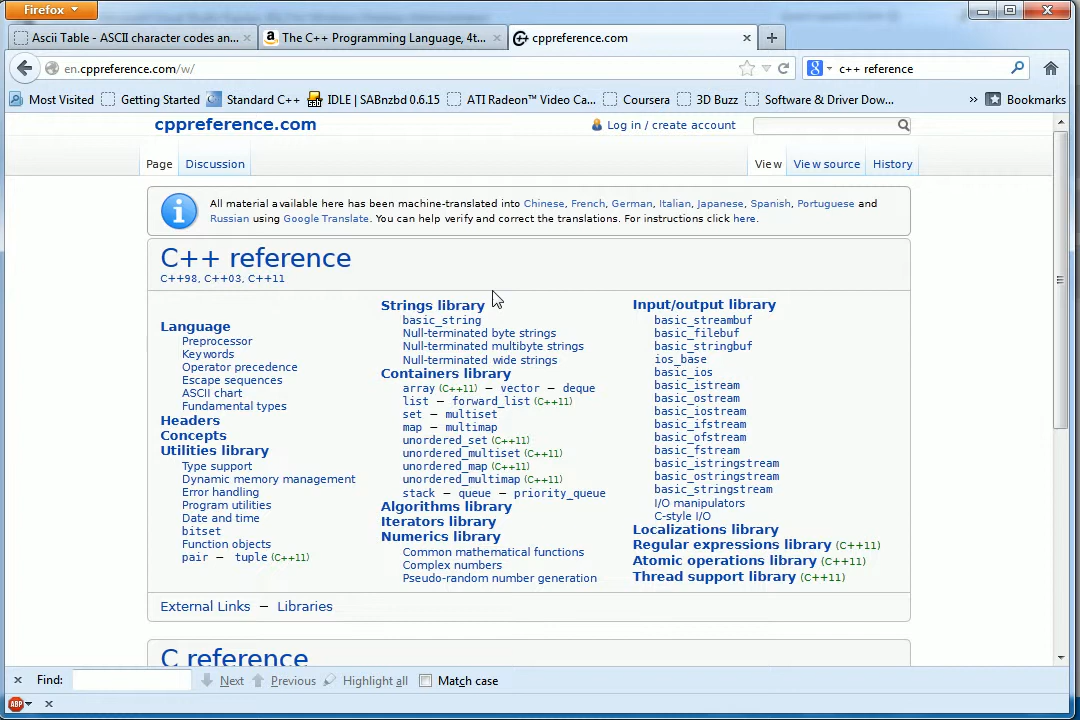 Firefox
Ascii Table - ASCII character codes an...
The C++ Programming Language, 4t...
cppreference.com
en.cppreference.com/w/
c++ reference
Most Visited
Getting Started
Standard C++
IDLE | SABnzbd 0.6.15
ATI Radeon™ Video Ca...
Coursera
3D Buzz
Software & Driver Dow...
»
Bookmarks
cppreference.com
Log in / create account
Page
Discussion
View
View source
History
All material available here has been machine-translated into Chinese, French, German, Italian, Japanese, Spanish, Portuguese and
Russian using Google Translate. You can help verify and correct the translations. For instructions click here.
C++ reference
C++98, C++03, C++11
Language
Preprocessor
Keywords
Operator precedence
Escape sequences
ASCII chart
Fundamental types
Headers
Concepts
Utilities library
Type support
Dynamic memory management
Error handling
Program utilities
Date and time
bitset
Function objects
pair − tuple (C++11)
Strings library
basic_string
Null-terminated byte strings
Null-terminated multibyte strings
Null-terminated wide strings
Containers library
array (C++11) − vector − deque
list − forward_list (C++11)
set − multiset
map − multimap
unordered_set (C++11)
unordered_multiset (C++11)
unordered_map (C++11)
unordered_multimap (C++11)
stack − queue − priority_queue
Algorithms library
Iterators library
Numerics library
Common mathematical functions
Complex numbers
Pseudo-random number generation
Input/output library
basic_streambuf
basic_filebuf
basic_stringbuf
ios_base
basic_ios
basic_istream
basic_ostream
basic_iostream
basic_ifstream
basic_ofstream
basic_fstream
basic_istringstream
basic_ostringstream
basic_stringstream
I/O manipulators
C-style I/O
Localizations library
Regular expressions library (C++11)
Atomic operations library (C++11)
Thread support library (C++11)
External Links − Libraries
C reference
Find:
Next
Previous
Highlight all
Match case
ABP